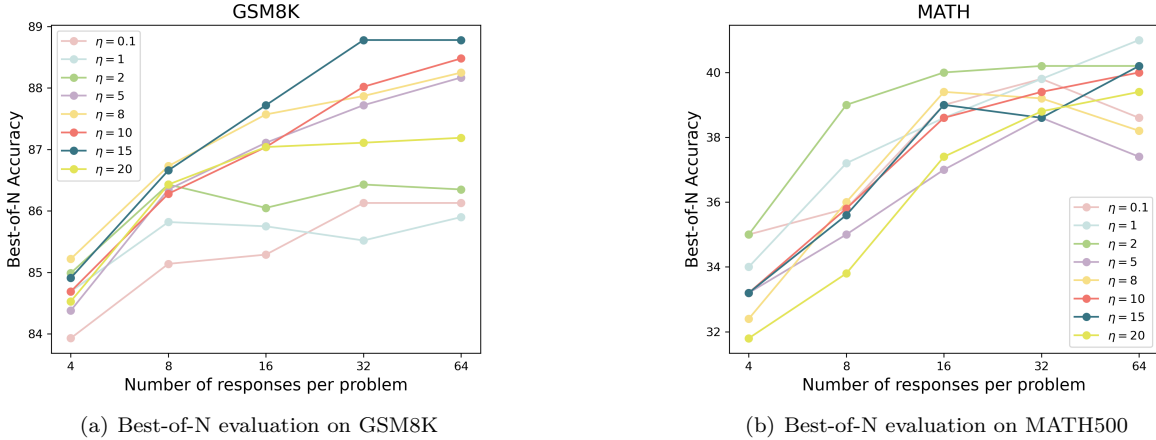 GSM8K
Best-of-N Accuracy
89
88
87
86
85
84
η = 0.1
η = 1
η = 2
η = 5
η = 8
η = 10
η = 15
η = 20
4 8 16 32 64
Number of responses per problem
(a) Best-of-N evaluation on GSM8K
MATH
Best-of-N Accuracy
40
38
36
34
32
η = 0.1
η = 1
η = 2
η = 5
η = 8
η = 10
η = 15
η = 20
4 8 16 32 64
Number of responses per problem
(b) Best-of-N evaluation on MATH500